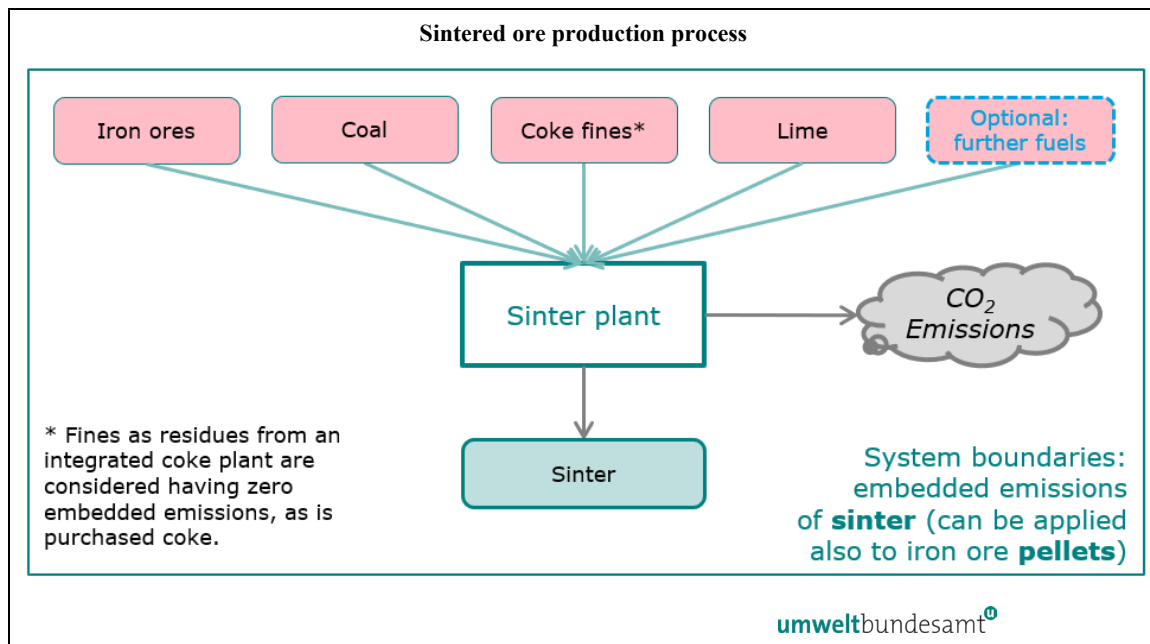 Sintered ore production process
Iron ores
Coal
Coke fines*
Lime
Optional:
further fuels
Sinter plant
CO2
Emissions
Sinter
* Fines as residues from an
integrated coke plant are
considered having zero
embedded emissions, as is
purchased coke.
System boundaries:
embedded emissions
of sinter (can be applied
also to iron ore pellets)
umweltbundesamt u